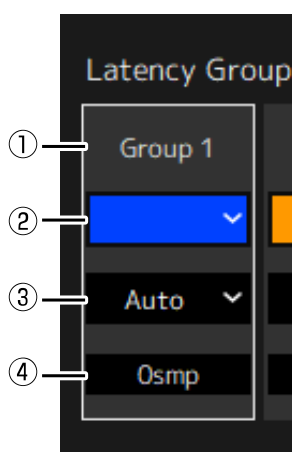 Latency Group
① Group 1
②
③ Auto
④ 0smp